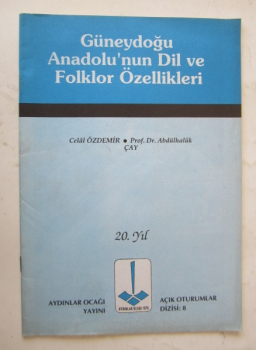 Güneydoğu
Anadolu'nun Dil ve
Folklor Özellikleri
Celâl ÖZDEMİR ● Prof. Dr. Abdülhalûk
ÇAY
20. Yıl
AYDINLAR OCAĞI
YAYINI
AÇIK OTURUMLAR
DİZİSİ: 8